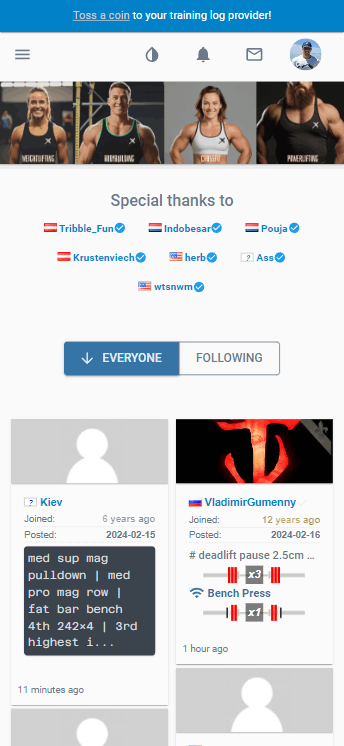 Toss a coin to your training log provider!
WEIGHTLIFTING BODYBUILDING CROSSFIT POWERLIFTING
Special thanks to
Tribble_Fun Indobesar Pouja
Krustenviech herb Ass
wtsnwm
EVERYONE FOLLOWING
Kiev
Joined: 6 years ago
Posted: 2024-02-15
med sup mag
pulldown | med
pro mag row |
fat bar bench
4th 242×4 | 3rd
highest i...
11 minutes ago
VladimirGumenny
Joined: 12 years ago
Posted: 2024-02-16
# deadlift pause 2.5cm ...
x3
Bench Press
x1
1 hour ago